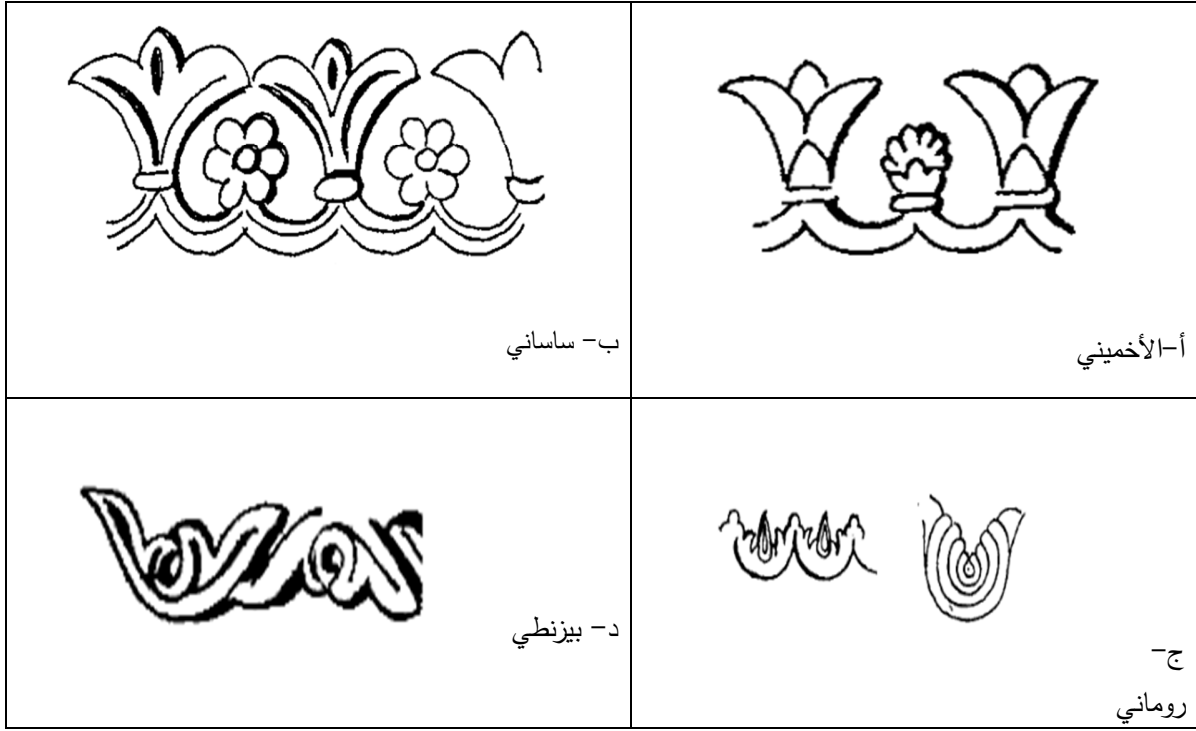 أ–الأخميني
ب– ساساني
ج–
روماني
د– بيزنطي